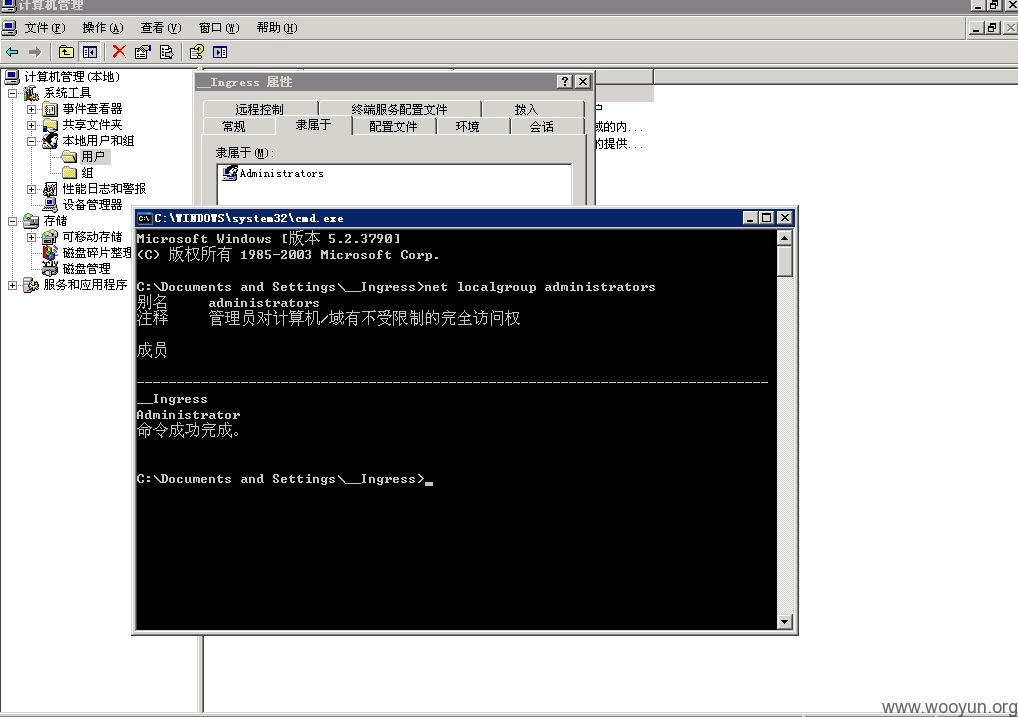 计算机管理
文件(F) 操作(A) 查看(V) 窗口(W) 帮助(H)
计算机管理(本地)
系统工具
事件查看器
共享文件夹
本地用户和组
用户
组
性能日志和警报
设备管理器
存储
可移动存储
磁盘碎片整理
磁盘管理
服务和应用程序
__Ingress 属性
远程控制 终端服务配置文件 拨入
常规 隶属于 配置文件 环境 会话
隶属于(M):
Administrators
域的内...
的提供...
C:\WINDOWS\system32\cmd.exe
Microsoft Windows [版本 5.2.3790]
(C) 版权所有 1985-2003 Microsoft Corp.
C:\Documents and Settings\__Ingress>net localgroup administrators
别名 administrators
注释 管理员对计算机/域有不受限制的完全访问权
成员
-------------------------------------------------------------------------------
__Ingress
Administrator
命令成功完成。
C:\Documents and Settings\__Ingress>_
www.wooyun.org